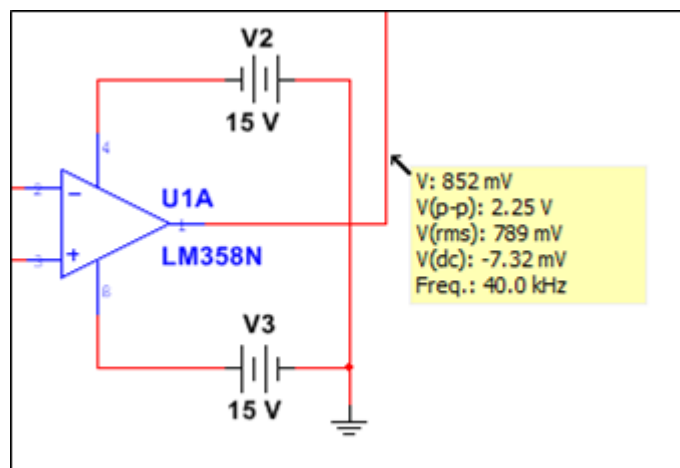 V2
15 V
4
2
U1A
1
3
LM358N
8
V3
15 V
V: 852 mV
V(p-p): 2.25 V
V(rms): 789 mV
V(dc): -7.32 mV
Freq.: 40.0 kHz